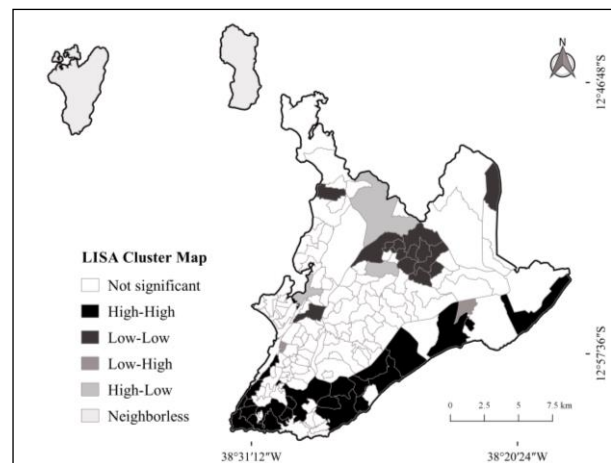 N
12°46'48"S
LISA Cluster Map
Not significant
High-High
Low-Low
Low-High
High-Low
Neighborless
12°57'36"S
0 2.5 5 7.5 km
38°31'12"W
38°20'24"W